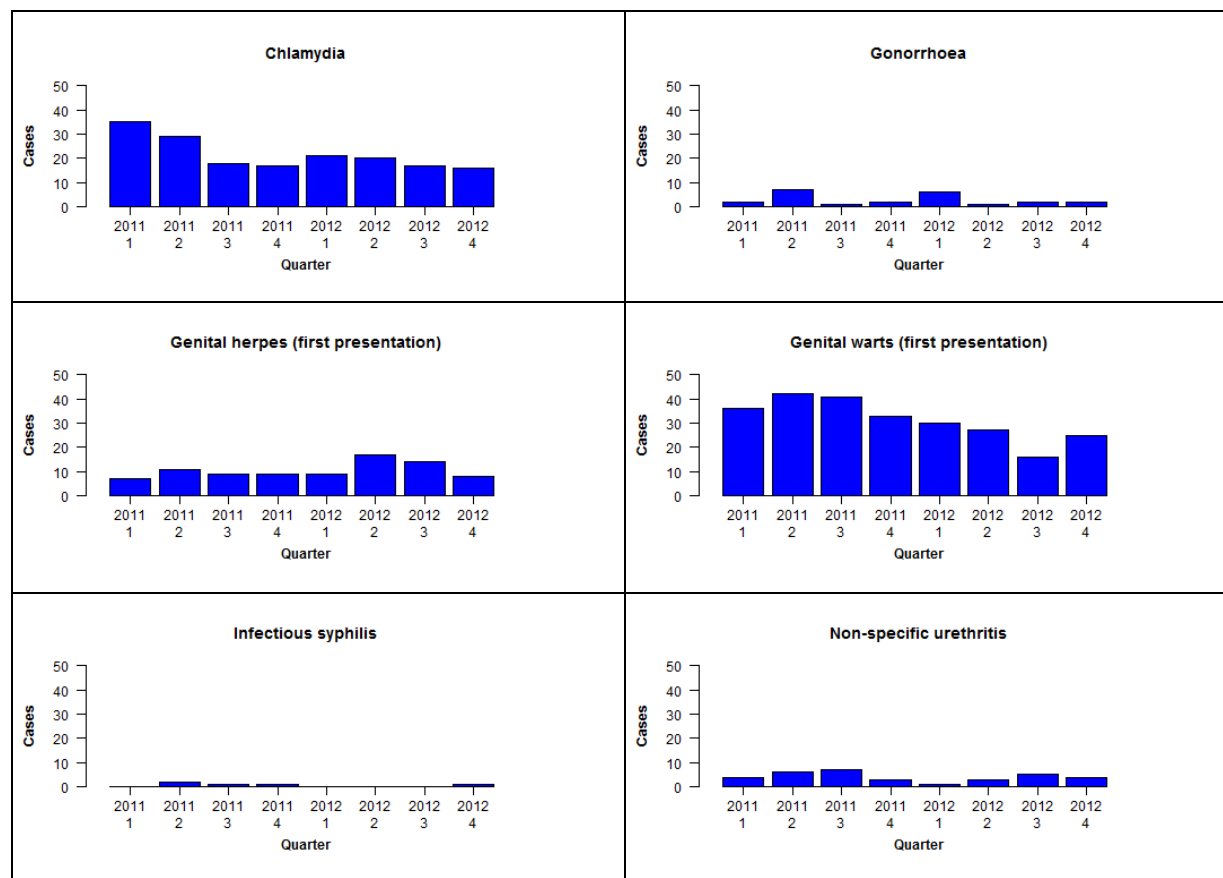 Chlamydia
50
40
30
20
10
0
Cases
2011 2011 2011 2011 2012 2012 2012 2012
1 2 3 4 1 2 3 4
Quarter
Gonorrhoea
50
40
30
20
10
0
Cases
2011 2011 2011 2011 2012 2012 2012 2012
1 2 3 4 1 2 3 4
Quarter
Genital herpes (first presentation)
50
40
30
20
10
0
Cases
2011 2011 2011 2011 2012 2012 2012 2012
1 2 3 4 1 2 3 4
Quarter
Genital warts (first presentation)
50
40
30
20
10
0
Cases
2011 2011 2011 2011 2012 2012 2012 2012
1 2 3 4 1 2 3 4
Quarter
Infectious syphilis
50
40
30
20
10
0
Cases
2011 2011 2011 2011 2012 2012 2012 2012
1 2 3 4 1 2 3 4
Quarter
Non-specific urethritis
50
40
30
20
10
0
Cases
2011 2011 2011 2011 2012 2012 2012 2012
1 2 3 4 1 2 3 4
Quarter